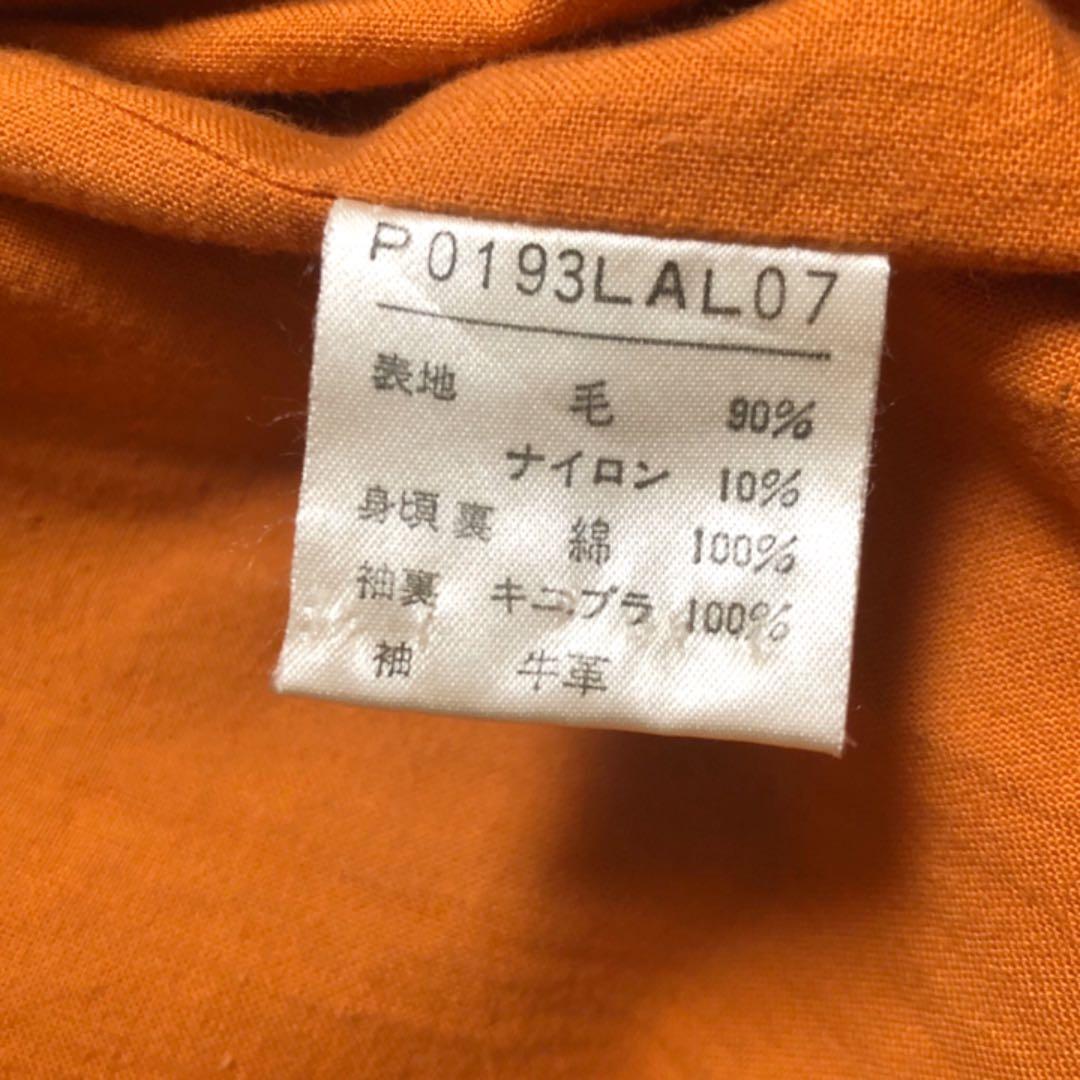 P0193LAL07
表地 毛 90%
ナイロン 10%
身頃裏 綿 100%
袖裏 キュプラ 100%
袖 牛革